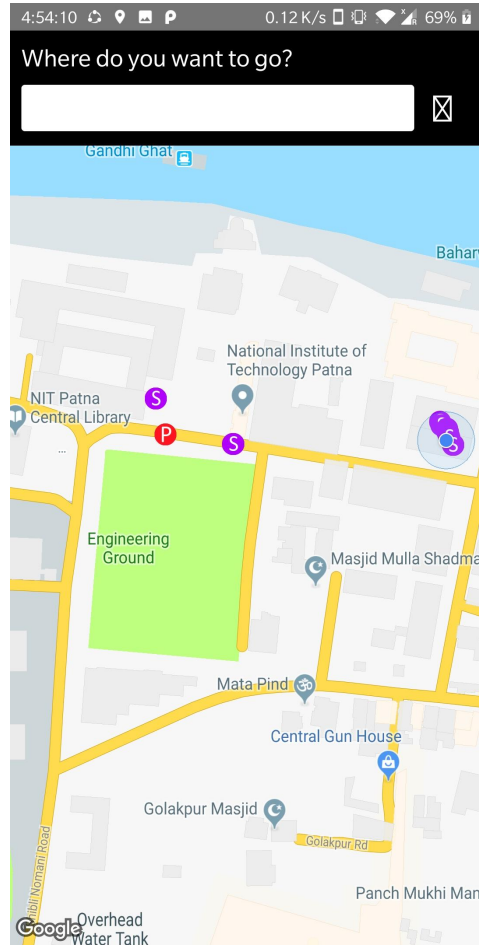 4:54:10 P 0.12 K/s 69%
Where do you want to go?
Gandhi Ghat
Bahar
National Institute of
Technology Patna
S
NIT Patna
Central Library
P
S
S
...
Engineering
Ground
Masjid Mulla Shadma
Mata Pind
Central Gun House
Golakpur Masjid
Golakpur Rd
Panch Mukhi Man
hibli Nomani Road
Google
Overhead
Water Tank